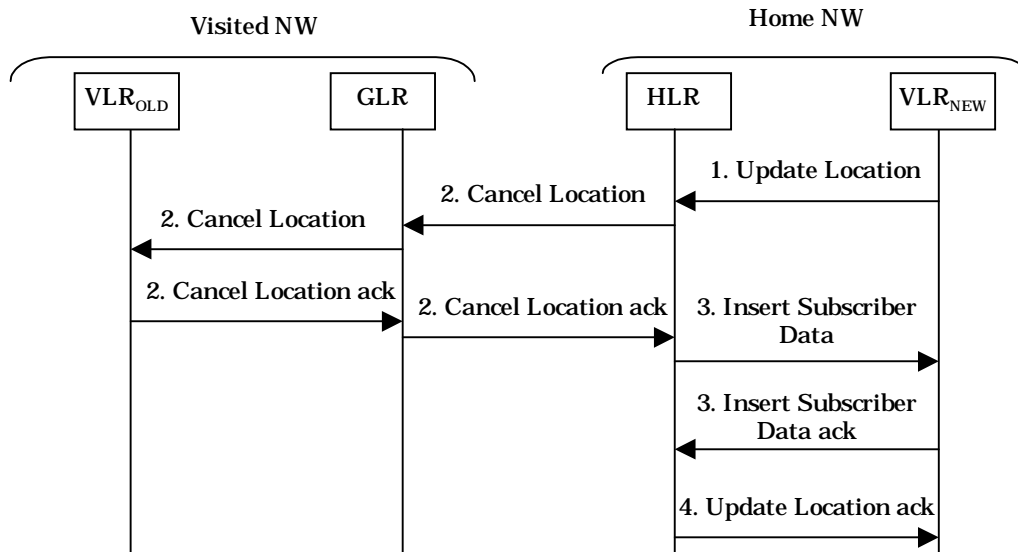 Visited NW
Home NW
VLR_OLD
GLR
HLR
VLR_NEW
1. Update Location
2. Cancel Location
2. Cancel Location
2. Cancel Location ack
2. Cancel Location ack
3. Insert Subscriber
Data
3. Insert Subscriber
Data ack
4. Update Location ack